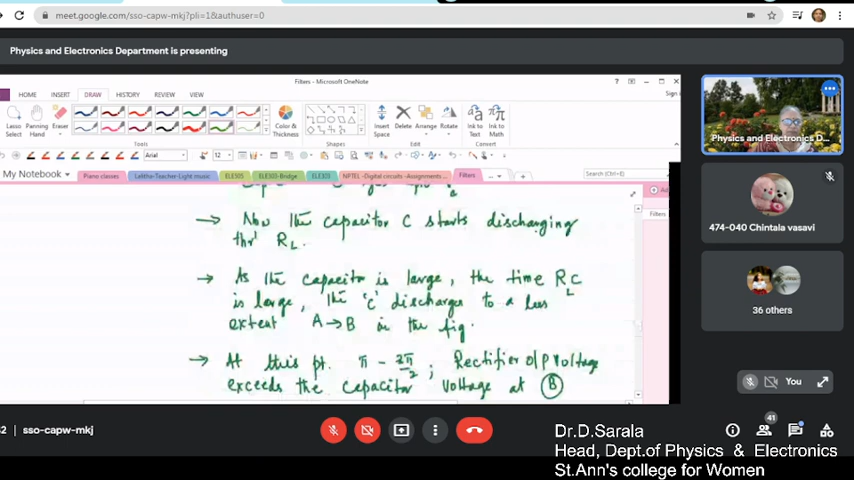 meet.google.com/sso-capw-mkj?pli=1&authuser=0
Physics and Electronics Department is presenting
Filters - Microsoft OneNote
HOME INSERT DRAW HISTORY REVIEW VIEW
Sign
Lasso Select
Panning Hand
Eraser
Color & Thickness
Insert Space
Delete
Arrange
Rotate
Ink to Text
Ink to Math
Tools
Shapes
Edit
Convert
Arial 12
My Notebook
Piano classes
Lalitha-Teacher-Light music
ELE505
ELE505-Bridge
NPTEL -Digital circuits -Assignments
Filters
Filters
→ Now the capacitor C starts discharging
thr' RL.
→ As the capacitor is large, the time RLC
is large, the 'C' discharges to a less
extent A→B in the fig.
→ At this pt. π - 3π/2 ; Rectifier o/p voltage
exceeds the capacitor voltage at B
Physics and Electronics D...
474-040 Chintala vasavi
36 others
You
sso-capw-mkj
41
Dr.D.Sarala
Head, Dept.of Physics & Electronics
St.Ann's college for Women